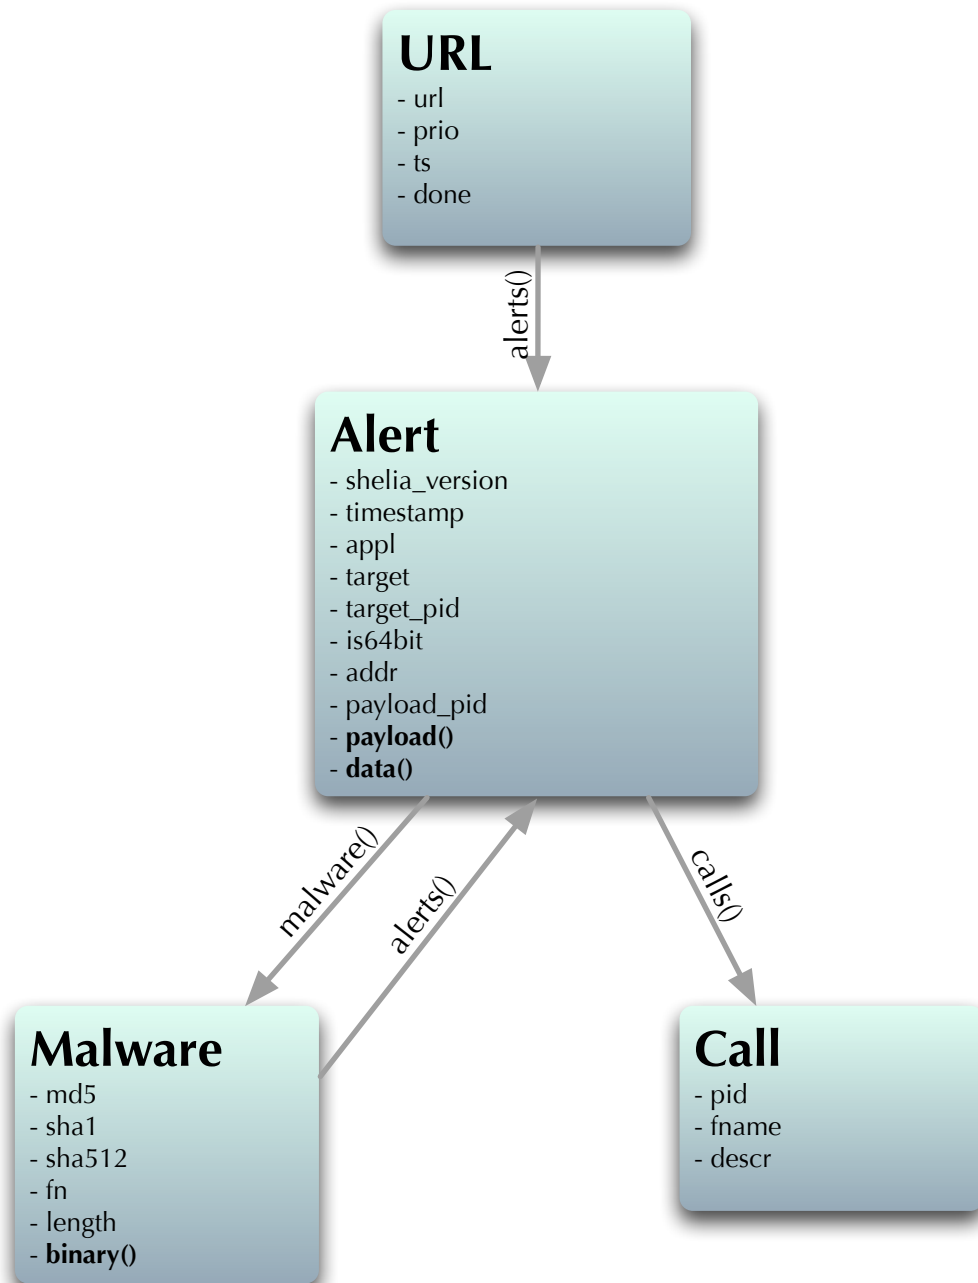 URL
- url
- prio
- ts
- done
alerts()
Alert
- shelia_version
- timestamp
- appl
- target
- target_pid
- is64bit
- addr
- payload_pid
- payload()
- data()
malware()
alerts()
calls()
Malware
- md5
- sha1
- sha512
- fn
- length
- binary()
Call
- pid
- fname
- descr